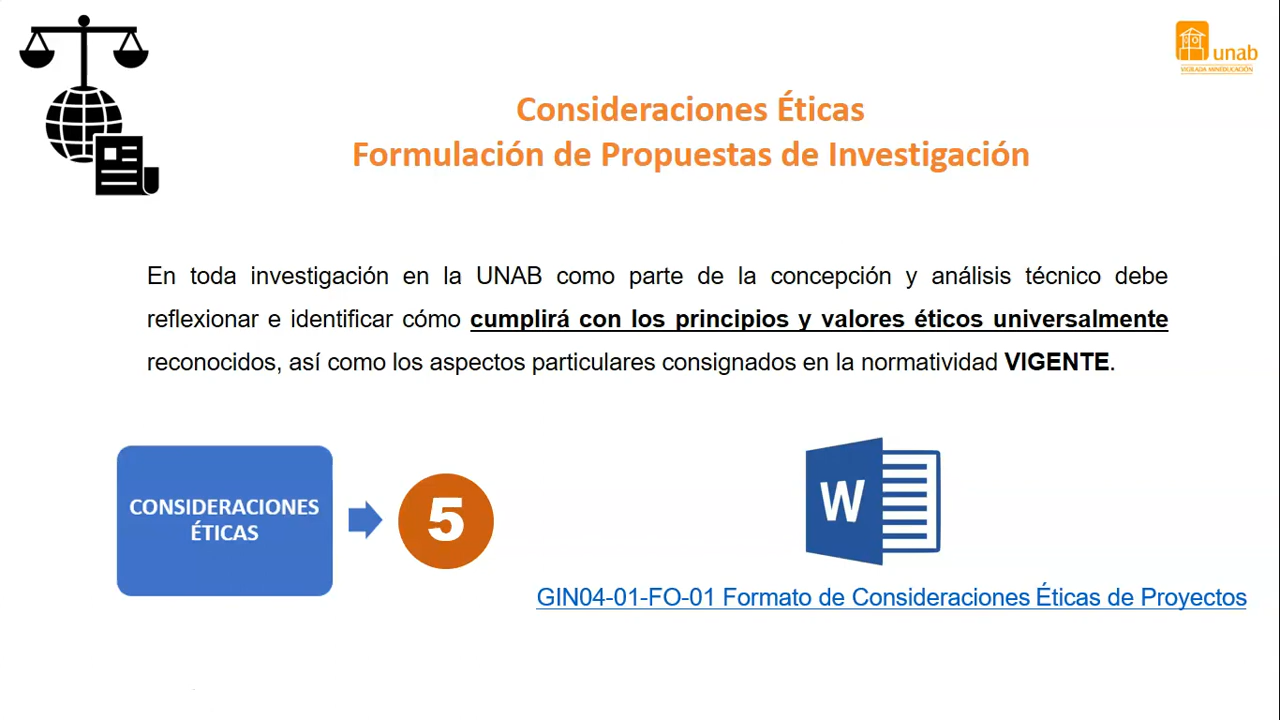 unab
VIGILADA MINEDUCACIÓN
Consideraciones Éticas
Formulación de Propuestas de Investigación
En toda investigación en la UNAB como parte de la concepción y análisis técnico debe
reflexionar e identificar cómo cumplirá con los principios y valores éticos universalmente
reconocidos, así como los aspectos particulares consignados en la normatividad VIGENTE.
CONSIDERACIONES
ÉTICAS
5
W
GIN04-01-FO-01 Formato de Consideraciones Éticas de Proyectos